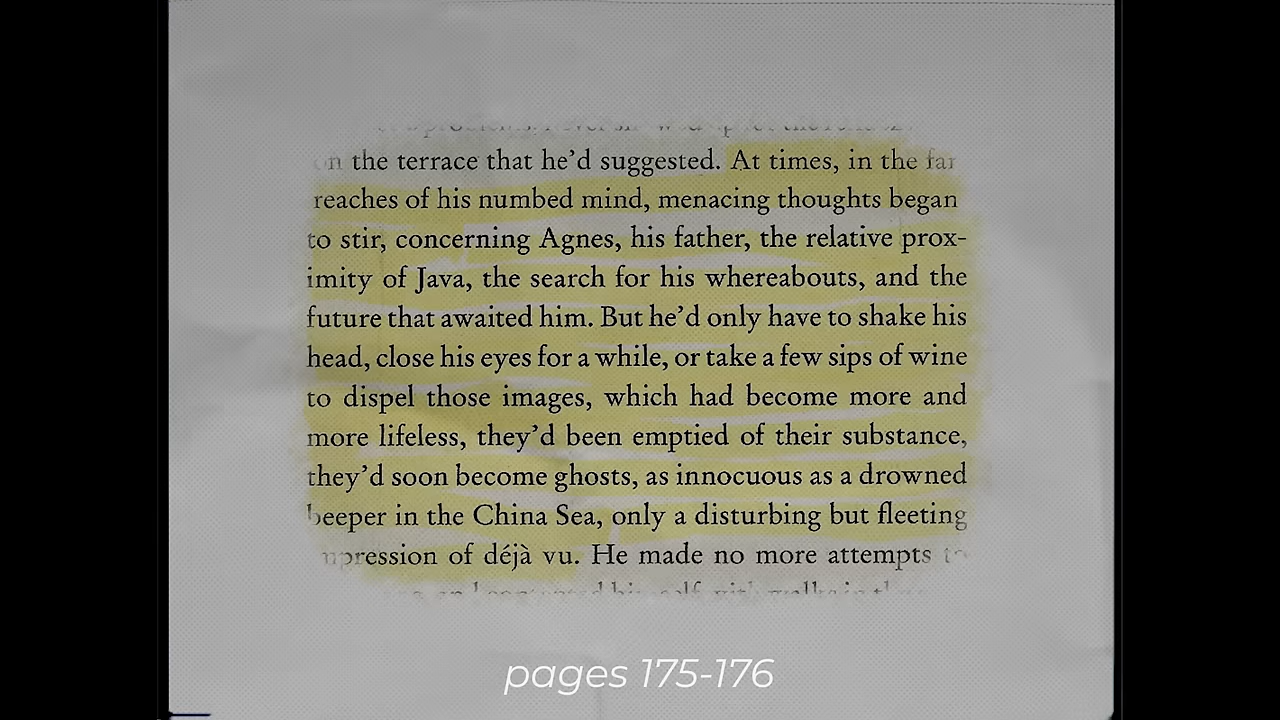 on the terrace that he’d suggested. At times, in the far
reaches of his numbed mind, menacing thoughts began
to stir, concerning Agnes, his father, the relative prox-
imity of Java, the search for his whereabouts, and the
future that awaited him. But he’d only have to shake his
head, close his eyes for a while, or take a few sips of wine
to dispel those images, which had become more and
more lifeless, they’d been emptied of their substance,
they’d soon become ghosts, as innocuous as a drowned
beeper in the China Sea, only a disturbing but fleeting
impression of déjà vu. He made no more attempts to
pages 175-176